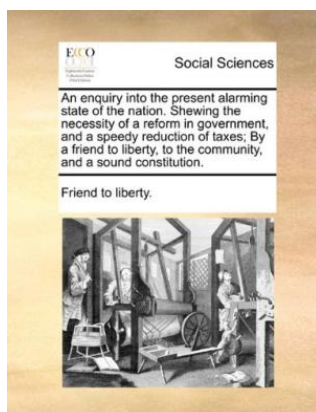 ECCO
Social Sciences
An enquiry into the present alarming
state of the nation. Shewing the
necessity of a reform in government,
and a speedy reduction of taxes; By
a friend to liberty, to the community,
and a sound constitution.
Friend to liberty.